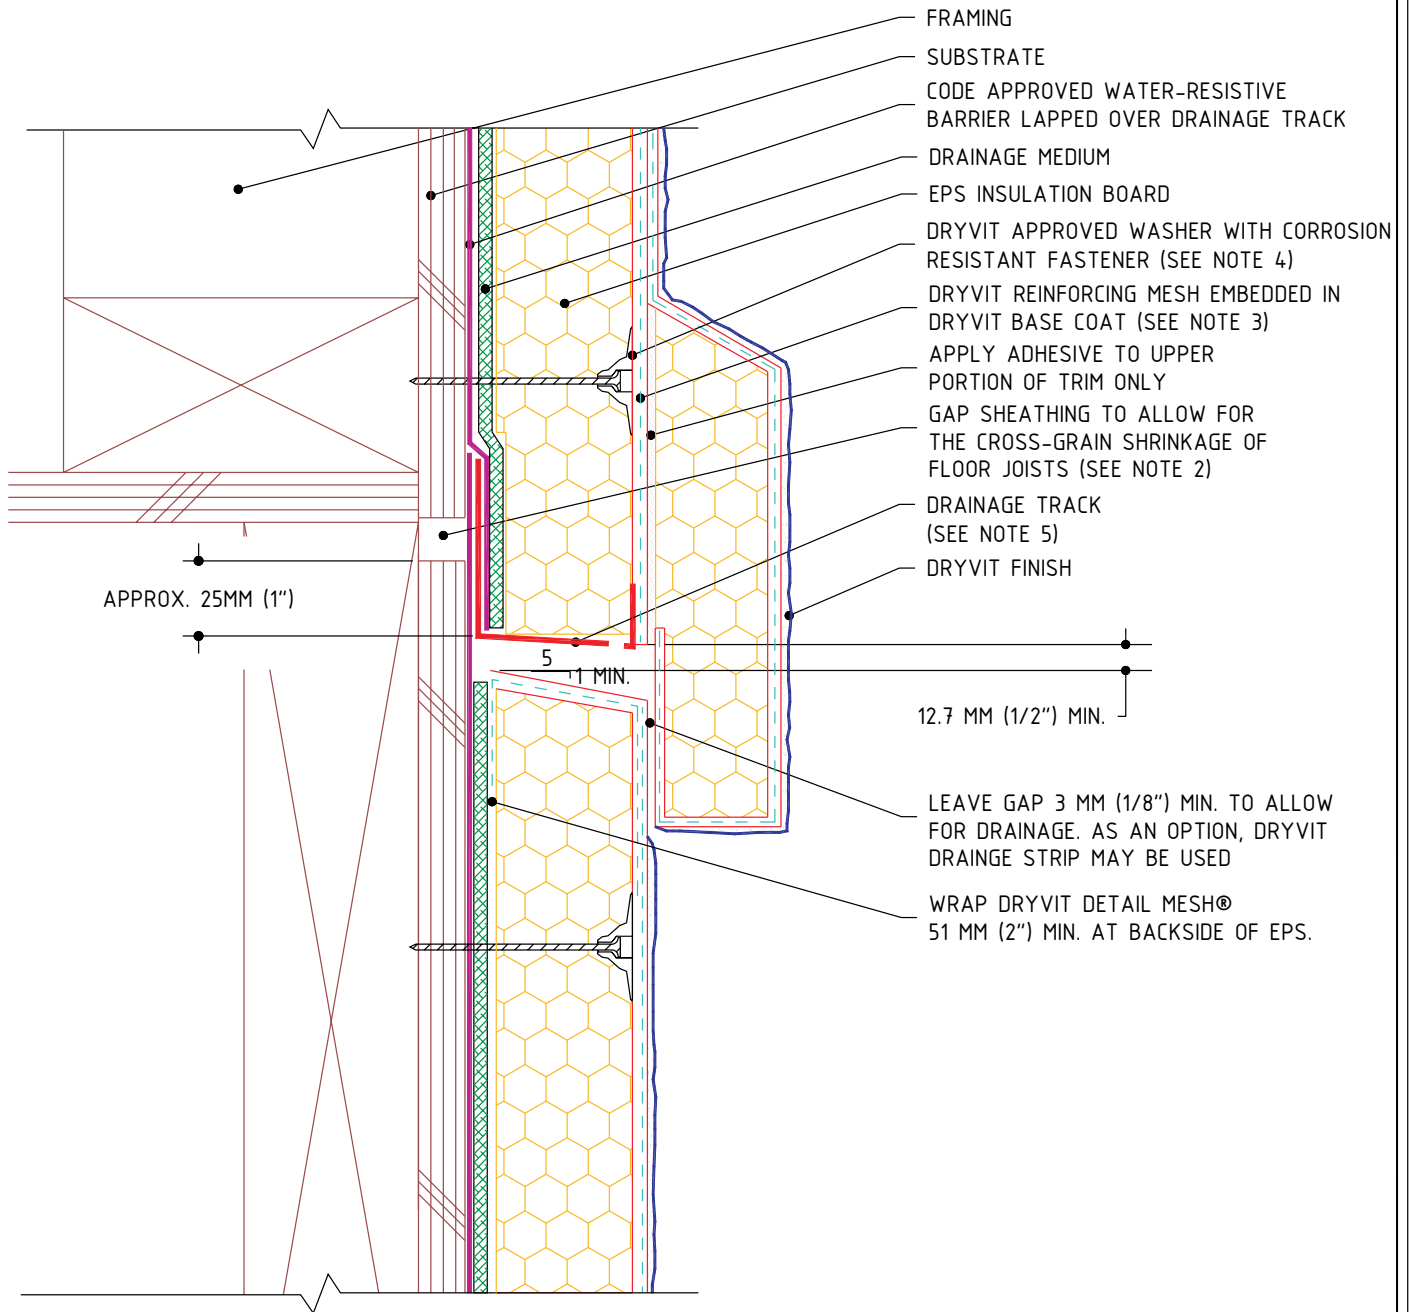 FRAMING
SUBSTRATE
CODE APPROVED WATER-RESISTIVE
BARRIER LAPPED OVER DRAINAGE TRACK
DRAINAGE MEDIUM
EPS INSULATION BOARD
DRYVIT APPROVED WASHER WITH CORROSION
RESISTANT FASTENER (SEE NOTE 4)
DRYVIT REINFORCING MESH EMBEDDED IN
DRYVIT BASE COAT (SEE NOTE 3)
APPLY ADHESIVE TO UPPER
PORTION OF TRIM ONLY
GAP SHEATHING TO ALLOW FOR
THE CROSS-GRAIN SHRINKAGE OF
FLOOR JOISTS (SEE NOTE 2)
DRAINAGE TRACK
(SEE NOTE 5)
DRYVIT FINISH
APPROX. 25MM (1")
5
1 MIN.
12.7 MM (1/2") MIN.
LEAVE GAP 3 MM (1/8") MIN. TO ALLOW
FOR DRAINAGE. AS AN OPTION, DRYVIT
DRAINGE STRIP MAY BE USED
WRAP DRYVIT DETAIL MESH®
51 MM (2") MIN. AT BACKSIDE OF EPS.